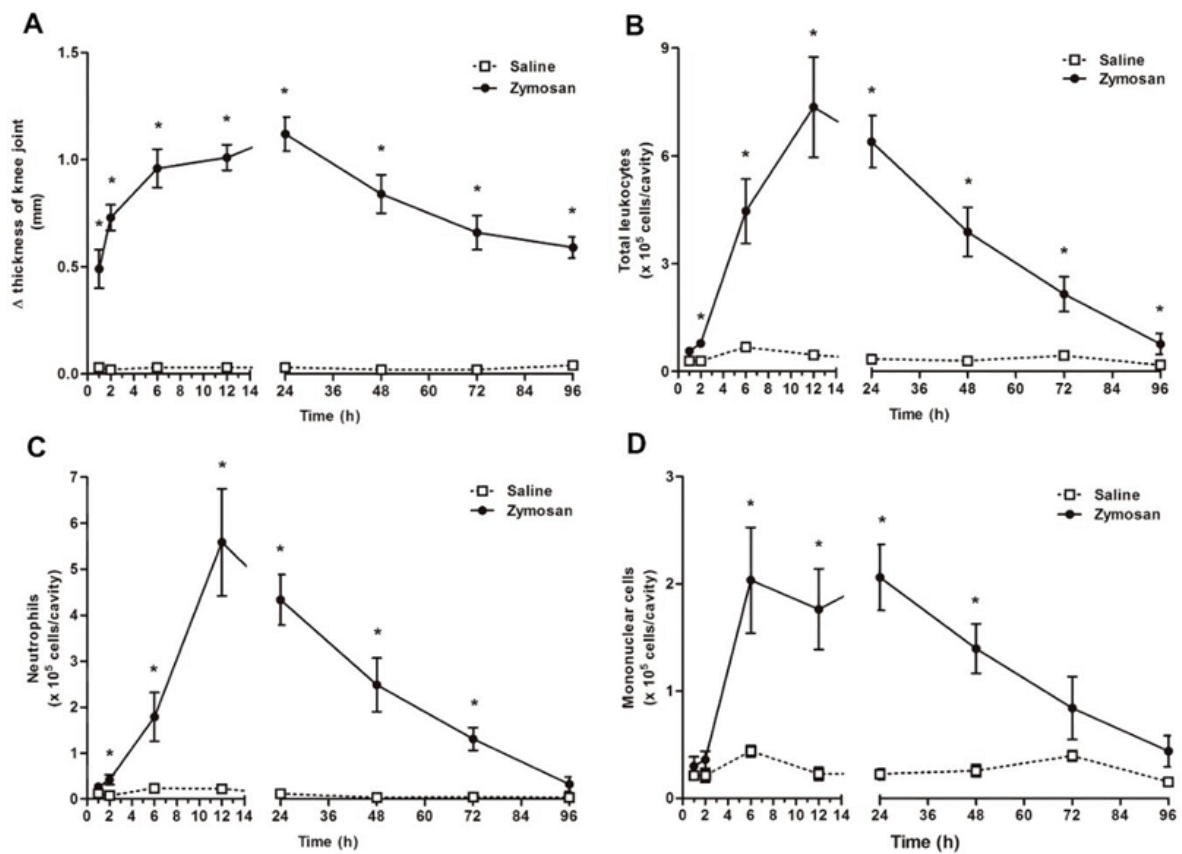 A
1.5
1.0
0.5
0.0
Δ thickness of knee joint
(mm)
Saline
Zymosan
* * * * * * * *
0 2 4 6 8 10 12 14 24 36 48 60 72 84 96
Time (h)
B
9
6
3
0
Total leukocytes
(x 10⁵ cells/cavity)
Saline
Zymosan
* * * * * * *
0 2 4 6 8 10 12 14 24 36 48 60 72 84 96
Time (h)
C
7
6
5
4
3
2
1
0
Neutrophils
(x 10⁵ cells/cavity)
Saline
Zymosan
* * * * * *
0 2 4 6 8 10 12 14 24 36 48 60 72 84 96
Time (h)
D
3
2
1
0
Mononuclear cells
(x 10⁵ cells/cavity)
Saline
Zymosan
* * * *
0 2 4 6 8 10 12 14 24 36 48 60 72 84 96
Time (h)